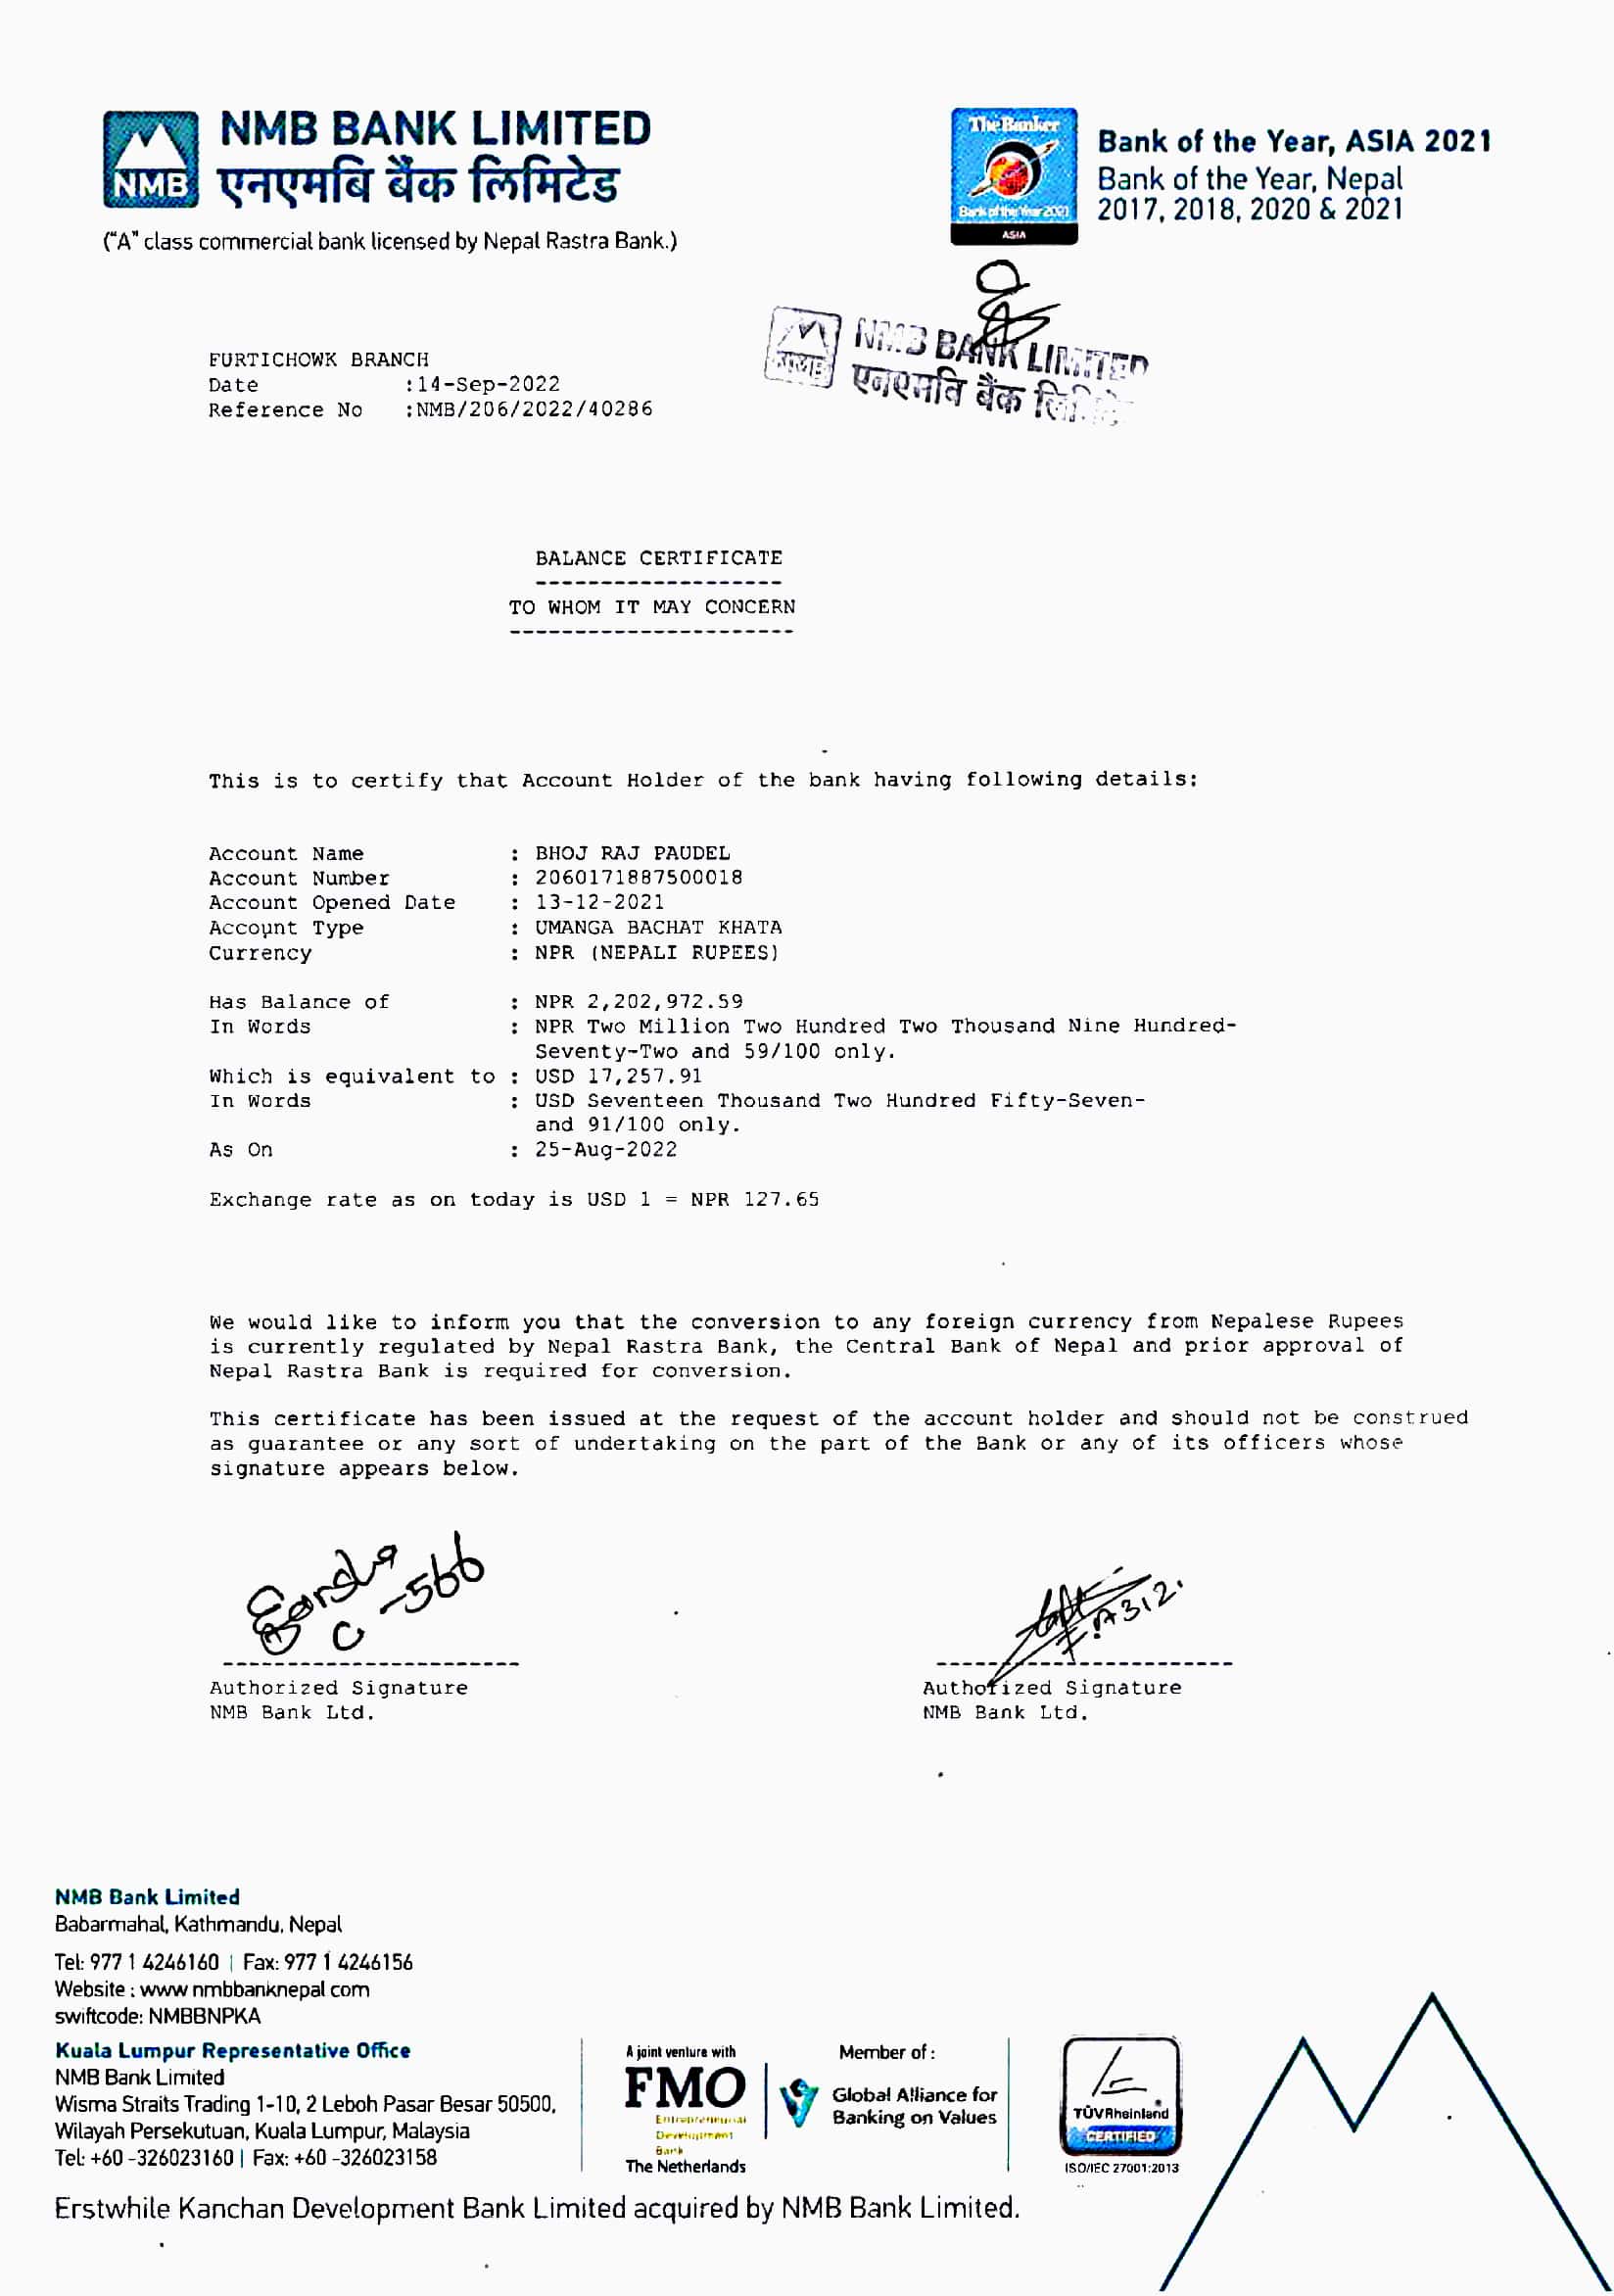 NMB BANK LIMITED
एनएमबि बैंक लिमिटेड
NMB
("A" class commercial bank licensed by Nepal Rastra Bank.)
The Banker
Bank of the Year 2021
ASIA
Bank of the Year, ASIA 2021
Bank of the Year, Nepal
2017, 2018, 2020 & 2021
NMB BANK LIMITED
एनएमबि बैंक लिमिटेड
FURTICHOWK BRANCH
Date :14-Sep-2022
Reference No :NMB/206/2022/40286
BALANCE CERTIFICATE
TO WHOM IT MAY CONCERN
This is to certify that Account Holder of the bank having following details:
Account Name : BHOJ RAJ PAUDEL
Account Number : 2060171887500018
Account Opened Date : 13-12-2021
Account Type : UMANGA BACHAT KHATA
Currency : NPR (NEPALI RUPEES)
Has Balance of : NPR 2,202,972.59
In Words : NPR Two Million Two Hundred Two Thousand Nine Hundred-
Seventy-Two and 59/100 only.
Which is equivalent to : USD 17,257.91
In Words : USD Seventeen Thousand Two Hundred Fifty-Seven-
and 91/100 only.
As On : 25-Aug-2022
Exchange rate as on today is USD 1 = NPR 127.65
We would like to inform you that the conversion to any foreign currency from Nepalese Rupees
is currently regulated by Nepal Rastra Bank, the Central Bank of Nepal and prior approval of
Nepal Rastra Bank is required for conversion.
This certificate has been issued at the request of the account holder and should not be construed
as guarantee or any sort of undertaking on the part of the Bank or any of its officers whose
signature appears below.
C-566
A312.
Authorized Signature
NMB Bank Ltd.
Authorized Signature
NMB Bank Ltd.
NMB Bank Limited
Babarmahal, Kathmandu, Nepal
Tel: 977 1 4246160 | Fax: 977 1 4246156
Website : www nmbbanknepal com
swiftcode: NMBBNPKA
Kuala Lumpur Representative Office
NMB Bank Limited
Wisma Straits Trading 1-10, 2 Leboh Pasar Besar 50500,
Wilayah Persekutuan, Kuala Lumpur, Malaysia
Tel: +60 -326023160 | Fax: +60 -326023158
A joint venture with
FMO
Entrepreneurial
Development
Bank
The Netherlands
Member of :
Global Alliance for
Banking on Values
TÜVRheinland
CERTIFIED
ISO/IEC 27001:2013
Erstwhile Kanchan Development Bank Limited acquired by NMB Bank Limited.